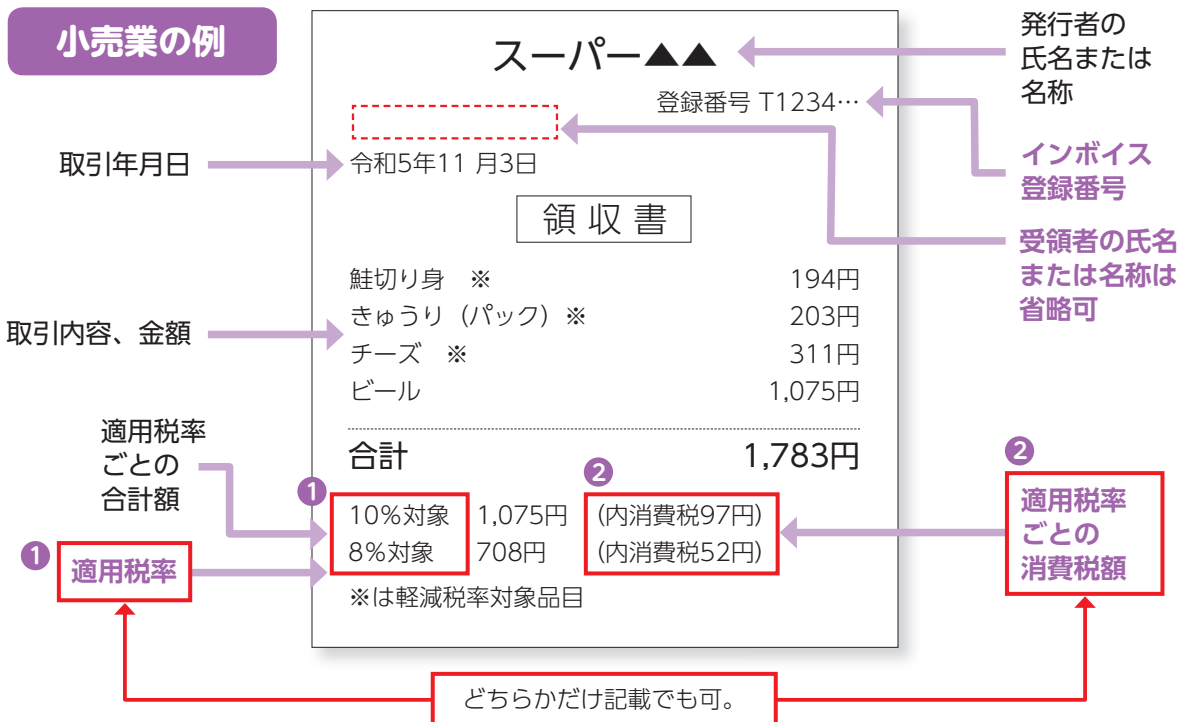 小売業の例
スーパー▲▲
発行者の
氏名または
名称
登録番号 T1234…
インボイス
登録番号
取引年月日
令和5年11 月3日
領収書
受領者の氏名
または名称は
省略可
取引内容、金額
鮭切り身 ※ 194円
きゅうり（パック）※ 203円
チーズ ※ 311円
ビール 1,075円
合計 1,783円
適用税率
ごとの
合計額
❶
❷
10%対象 1,075円 (内消費税97円)
8%対象 708円 (内消費税52円)
※は軽減税率対象品目
❶
適用税率
❷
適用税率
ごとの
消費税額
どちらかだけ記載でも可。